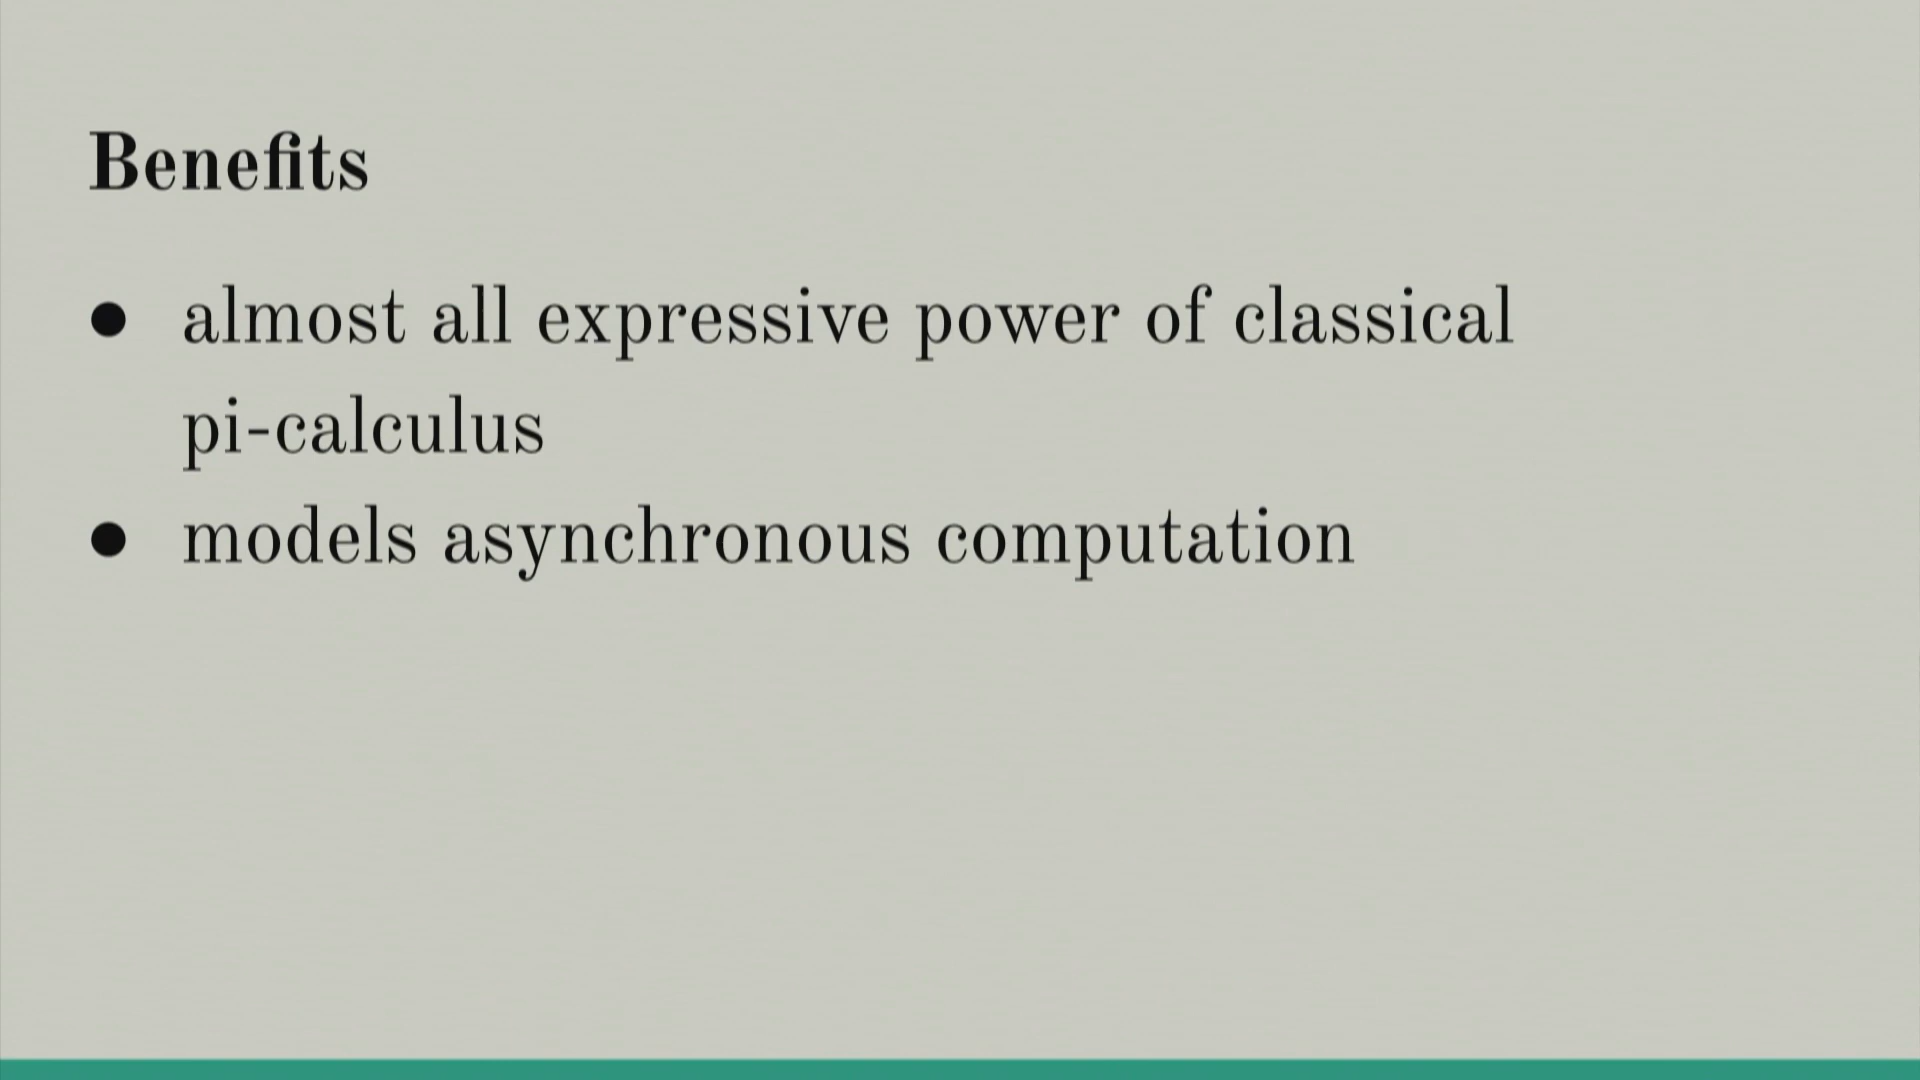 Benefits
● almost all expressive power of classical
pi-calculus
● models asynchronous computation